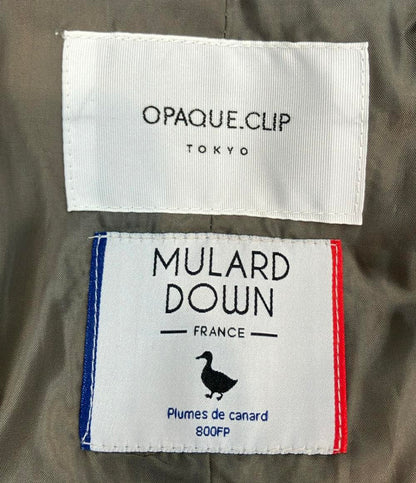 OPAQUE.CLIP
TOKYO
MULARD
DOWN
FRANCE
Plumes de canard
800FP